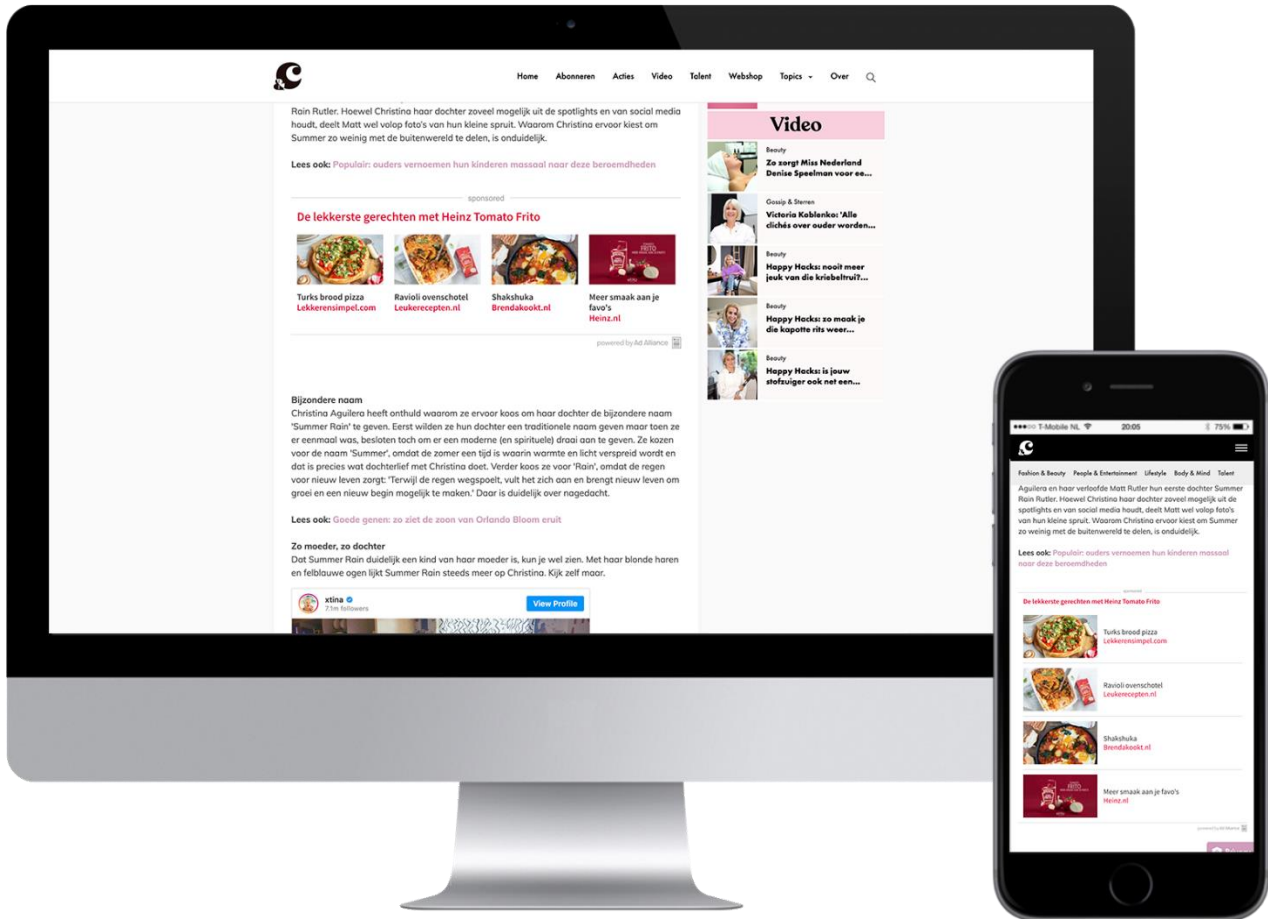 &c
Home Abonneren Acties Video Talent Webshop Topics Over
Rain Rutler. Hoewel Christina haar dochter zoveel mogelijk uit de spotlights en van social media
houdt, deelt Matt wel volop foto's van hun kleine spruit. Waarom Christina ervoor kiest om
Summer zo weinig met de buitenwereld te delen, is onduidelijk.
Lees ook: Populair: ouders vernoemen hun kinderen massaal naar deze beroemdheden
sponsored
De lekkerste gerechten met Heinz Tomato Frito
Turks brood pizza
Lekkerensimpel.com
Ravioli ovenschotel
Leukerecepten.nl
Shakshuka
Brendakookt.nl
FRITO
Meer smaak aan je
favo's
Heinz.nl
powered by Ad Alliance
Bijzondere naam
Christina Aguilera heeft onthuld waarom ze ervoor koos om haar dochter de bijzondere naam
'Summer Rain' te geven. Eerst wilden ze hun dochter een traditionele naam geven maar toen ze
er eenmaal was, besloten toch om er een moderne (en spirituele) draai aan te geven. Ze kozen
voor de naam 'Summer', omdat de zomer een tijd is waarin warmte en licht verspreid wordt en
dat is precies wat dochterlief met Christina doet. Verder koos ze voor 'Rain', omdat de regen
voor nieuw leven zorgt: 'Terwijl de regen wegspoelt, vult het zich aan en brengt nieuw leven om
groei en een nieuw begin mogelijk te maken.' Daar is duidelijk over nagedacht.
Lees ook: Goede genen: zo ziet de zoon van Orlando Bloom eruit
Zo moeder, zo dochter
Dat Summer Rain duidelijk een kind van haar moeder is, kun je wel zien. Met haar blonde haren
en felblauwe ogen lijkt Summer Rain steeds meer op Christina. Kijk zelf maar.
xtina
7.1m followers
View Profile
Video
Beauty
Zo zorgt Miss Nederland
Denise Speelman voor ee...
Gossip & Sterren
Victoria Koblenko: 'Alle
clichés over ouder worden...
Beauty
Happy Hacks: nooit meer
jeuk van die kriebeltrui?...
Beauty
Happy Hacks: zo maak je
die kapotte rits weer...
Beauty
Happy Hacks: is jouw
stofzuiger ook net een...
T-Mobile NL 20:05 75%
&c
Fashion & Beauty People & Entertainment Lifestyle Body & Mind Talent
Aguilera en haar verloofde Matt Rutler hun eerste dochter Summer
Rain Rutler. Hoewel Christina haar dochter zoveel mogelijk uit de
spotlights en van social media houdt, deelt Matt wel volop foto's
van hun kleine spruit. Waarom Christina ervoor kiest om Summer
zo weinig met de buitenwereld te delen, is onduidelijk.
Lees ook: Populair: ouders vernoemen hun kinderen massaal
naar deze beroemdheden
sponsored
De lekkerste gerechten met Heinz Tomato Frito
Turks brood pizza
Lekkerensimpel.com
Ravioli ovenschotel
Leukerecepten.nl
Shakshuka
Brendakookt.nl
FRITO
Meer smaak aan je favo's
Heinz.nl
powered by Ad Alliance